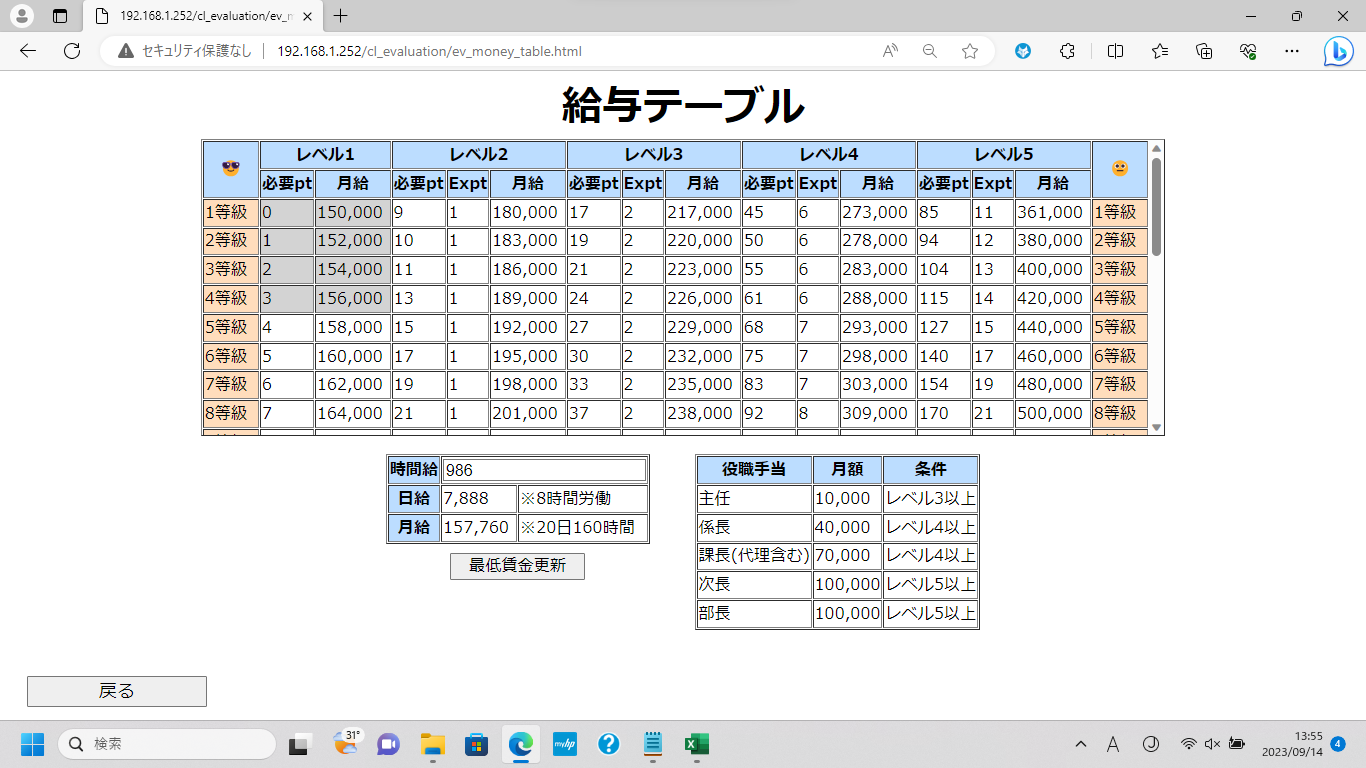 192.168.1.252/cl_evaluation/ev_m
セキュリティ保護なし 192.168.1.252/cl_evaluation/ev_money_table.html
給与テーブル
レベル1 レベル2 レベル3 レベル4 レベル5
必要pt 月給 必要pt Expt 月給 必要pt Expt 月給 必要pt Expt 月給 必要pt Expt 月給
1等級 0 150,000 9 1 180,000 17 2 217,000 45 6 273,000 85 11 361,000 1等級
2等級 1 152,000 10 1 183,000 19 2 220,000 50 6 278,000 94 12 380,000 2等級
3等級 2 154,000 11 1 186,000 21 2 223,000 55 6 283,000 104 13 400,000 3等級
4等級 3 156,000 13 1 189,000 24 2 226,000 61 6 288,000 115 14 420,000 4等級
5等級 4 158,000 15 1 192,000 27 2 229,000 68 7 293,000 127 15 440,000 5等級
6等級 5 160,000 17 1 195,000 30 2 232,000 75 7 298,000 140 17 460,000 6等級
7等級 6 162,000 19 1 198,000 33 2 235,000 83 7 303,000 154 19 480,000 7等級
8等級 7 164,000 21 1 201,000 37 2 238,000 92 8 309,000 170 21 500,000 8等級
時間給 986
日給 7,888 ※8時間労働
月給 157,760 ※20日160時間
最低賃金更新
役職手当 月額 条件
主任 10,000 レベル3以上
係長 40,000 レベル4以上
課長(代理含む) 70,000 レベル4以上
次長 100,000 レベル5以上
部長 100,000 レベル5以上
戻る
検索
31°
myhp
A
13:55
2023/09/14
4